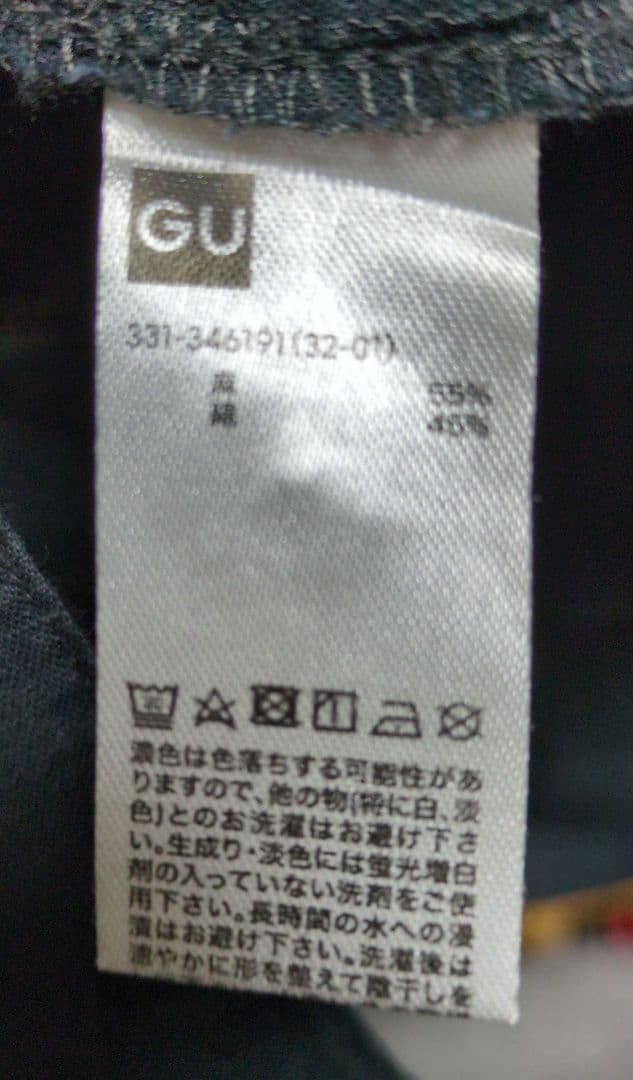 GU
331-346191(32-01)
麻 55%
綿 45%
濃色は色落ちする可能性があ
りますので、他の物(特に白、淡
色)とのお洗濯はお避け下さ
い。生成り・淡色には蛍光増白
剤の入っていない洗剤をご使
用下さい。長時間の水への浸
漬はお避け下さい。洗濯後は
速やかに形を整えて陰干しを